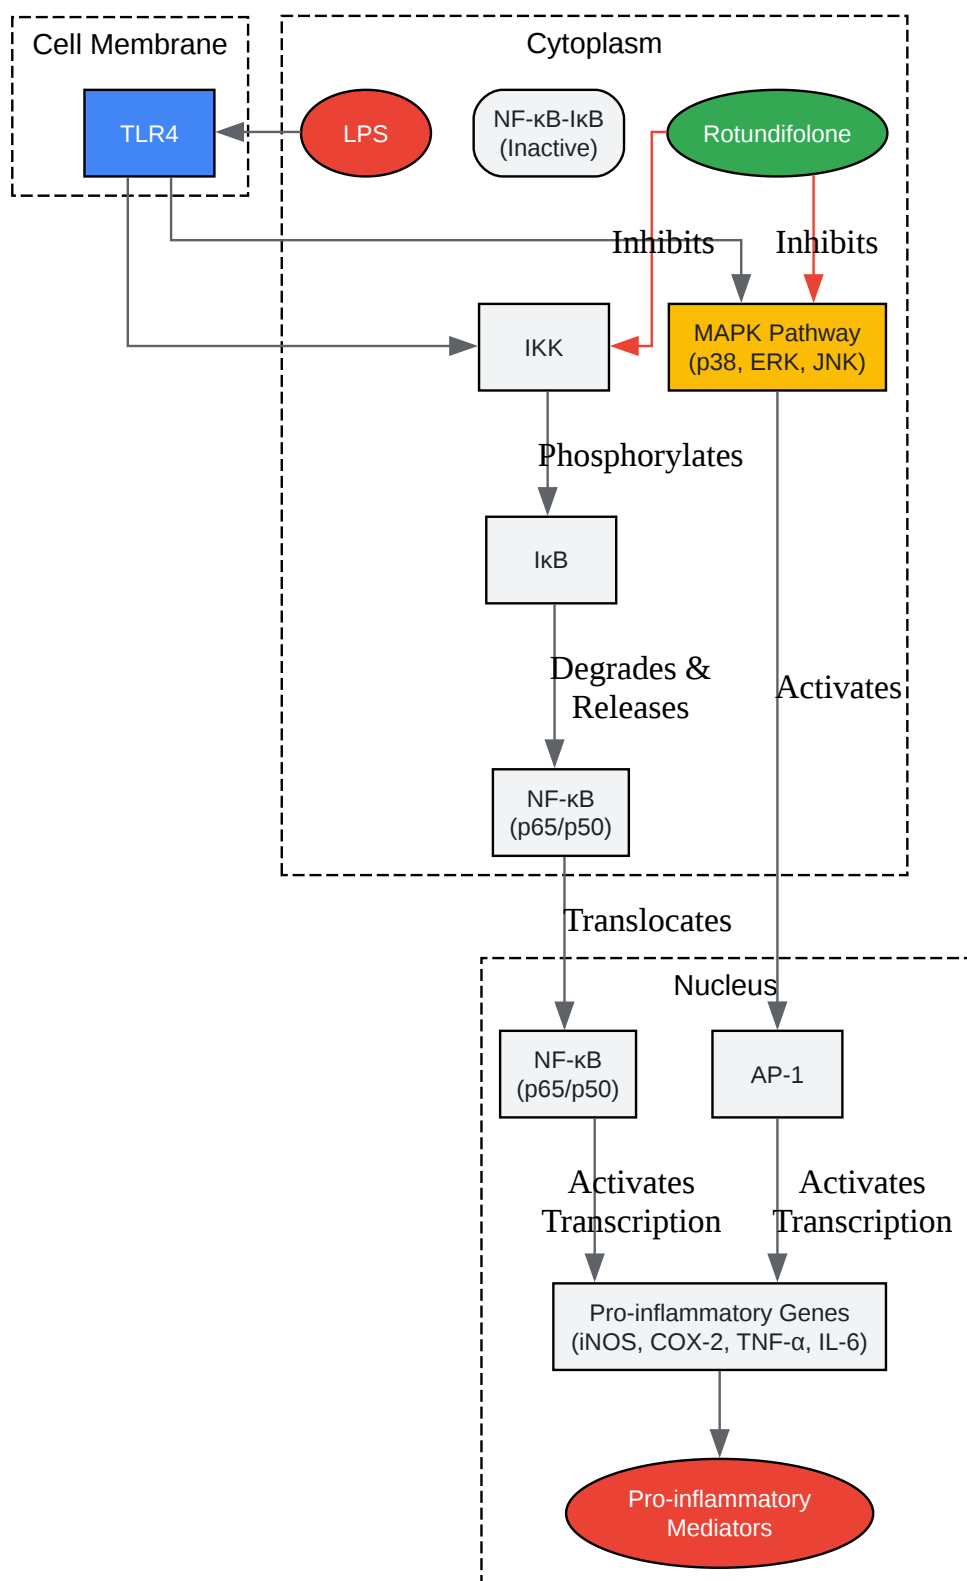 Cell Membrane
Cytoplasm
TLR4
LPS
NF-κB-IκB
(Inactive)
Rotundifolone
Inhibits
Inhibits
IKK
MAPK Pathway
(p38, ERK, JNK)
Phosphorylates
IκB
Degrades &
Releases
Activates
NF-κB
(p65/p50)
Translocates
Nucleus
NF-κB
(p65/p50)
AP-1
Activates
Transcription
Activates
Transcription
Pro-inflammatory Genes
(iNOS, COX-2, TNF-α, IL-6)
Pro-inflammatory
Mediators